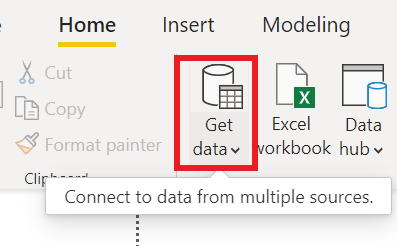 Home Insert Modeling
Cut
Copy
Format painter
Get data
Excel workbook
Data hub
Clipboard
Connect to data from multiple sources.